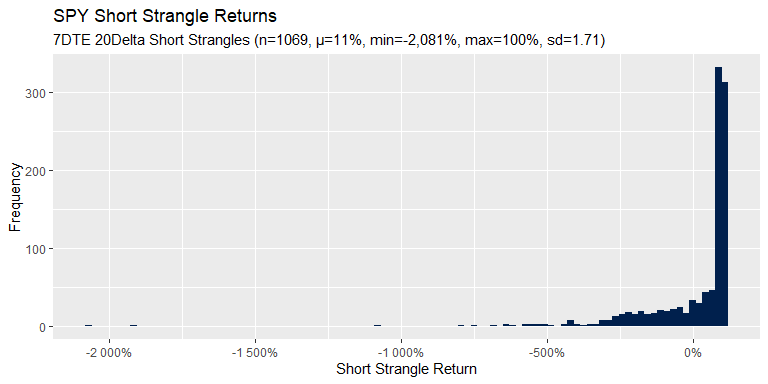 SPY Short Strangle Returns
7DTE 20Delta Short Strangles (n=1069, μ=11%, min=-2,081%, max=100%, sd=1.71)
Frequency
300
200
100
0
-2 000%
-1 500%
-1 000%
-500%
0%
Short Strangle Return